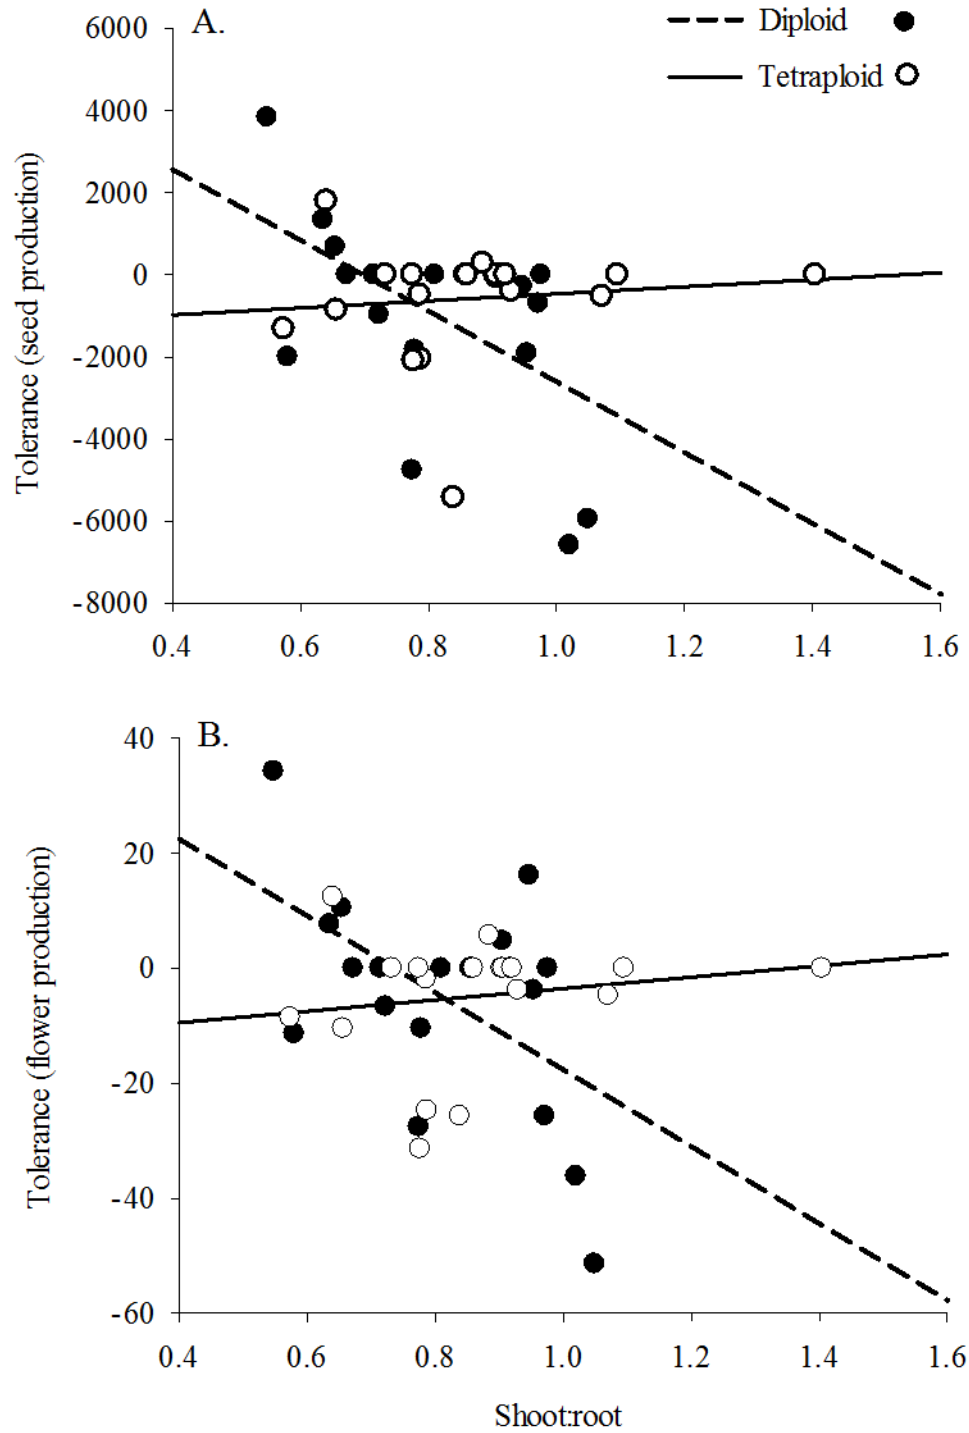 A.
Diploid
Tetraploid
6000
4000
2000
0
-2000
-4000
-6000
-8000
Tolerance (seed production)
0.4 0.6 0.8 1.0 1.2 1.4 1.6
B.
40
20
0
-20
-40
-60
Tolerance (flower production)
0.4 0.6 0.8 1.0 1.2 1.4 1.6
Shoot:root